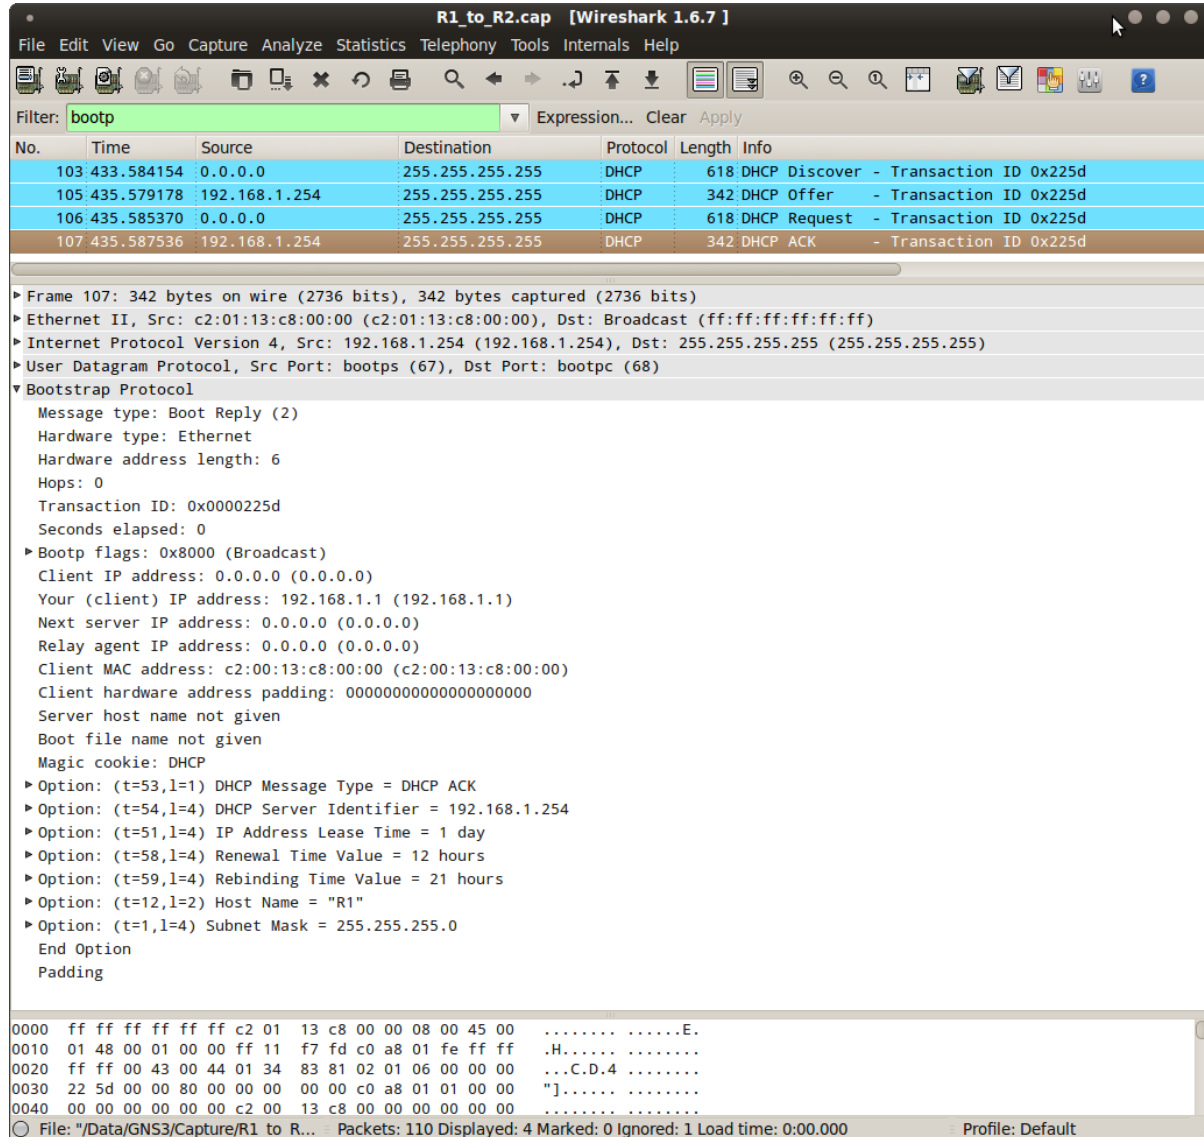 R1_to_R2.cap   [Wireshark 1.6.7 ]
File Edit View Go Capture Analyze Statistics Telephony Tools Internals Help
Filter: bootp Expression... Clear Apply
No. Time Source Destination Protocol Length Info
103 433.584154 0.0.0.0 255.255.255.255 DHCP 618 DHCP Discover - Transaction ID 0x225d
105 435.579178 192.168.1.254 255.255.255.255 DHCP 342 DHCP Offer - Transaction ID 0x225d
106 435.585370 0.0.0.0 255.255.255.255 DHCP 618 DHCP Request - Transaction ID 0x225d
107 435.587536 192.168.1.254 255.255.255.255 DHCP 342 DHCP ACK - Transaction ID 0x225d
Frame 107: 342 bytes on wire (2736 bits), 342 bytes captured (2736 bits)
Ethernet II, Src: c2:01:13:c8:00:00 (c2:01:13:c8:00:00), Dst: Broadcast (ff:ff:ff:ff:ff:ff)
Internet Protocol Version 4, Src: 192.168.1.254 (192.168.1.254), Dst: 255.255.255.255 (255.255.255.255)
User Datagram Protocol, Src Port: bootps (67), Dst Port: bootpc (68)
Bootstrap Protocol
Message type: Boot Reply (2)
Hardware type: Ethernet
Hardware address length: 6
Hops: 0
Transaction ID: 0x0000225d
Seconds elapsed: 0
Bootp flags: 0x8000 (Broadcast)
Client IP address: 0.0.0.0 (0.0.0.0)
Your (client) IP address: 192.168.1.1 (192.168.1.1)
Next server IP address: 0.0.0.0 (0.0.0.0)
Relay agent IP address: 0.0.0.0 (0.0.0.0)
Client MAC address: c2:00:13:c8:00:00 (c2:00:13:c8:00:00)
Client hardware address padding: 00000000000000000000
Server host name not given
Boot file name not given
Magic cookie: DHCP
Option: (t=53,l=1) DHCP Message Type = DHCP ACK
Option: (t=54,l=4) DHCP Server Identifier = 192.168.1.254
Option: (t=51,l=4) IP Address Lease Time = 1 day
Option: (t=58,l=4) Renewal Time Value = 12 hours
Option: (t=59,l=4) Rebinding Time Value = 21 hours
Option: (t=12,l=2) Host Name = "R1"
Option: (t=1,l=4) Subnet Mask = 255.255.255.0
End Option
Padding
0000 ff ff ff ff ff ff c2 01 13 c8 00 00 08 00 45 00 ........ ......E.
0010 01 48 00 01 00 00 ff 11 f7 fd c0 a8 01 fe ff ff .H...... ........
0020 ff ff 00 43 00 44 01 34 83 81 02 01 06 00 00 00 ...C.D.4 ........
0030 22 5d 00 00 80 00 00 00 00 00 c0 a8 01 01 00 00 "]...... ........
0040 00 00 00 00 00 00 c2 00 13 c8 00 00 00 00 00 00 ........ ........
File: "/Data/GNS3/Capture/R1_to_R... Packets: 110 Displayed: 4 Marked: 0 Ignored: 1 Load time: 0:00.000 Profile: Default